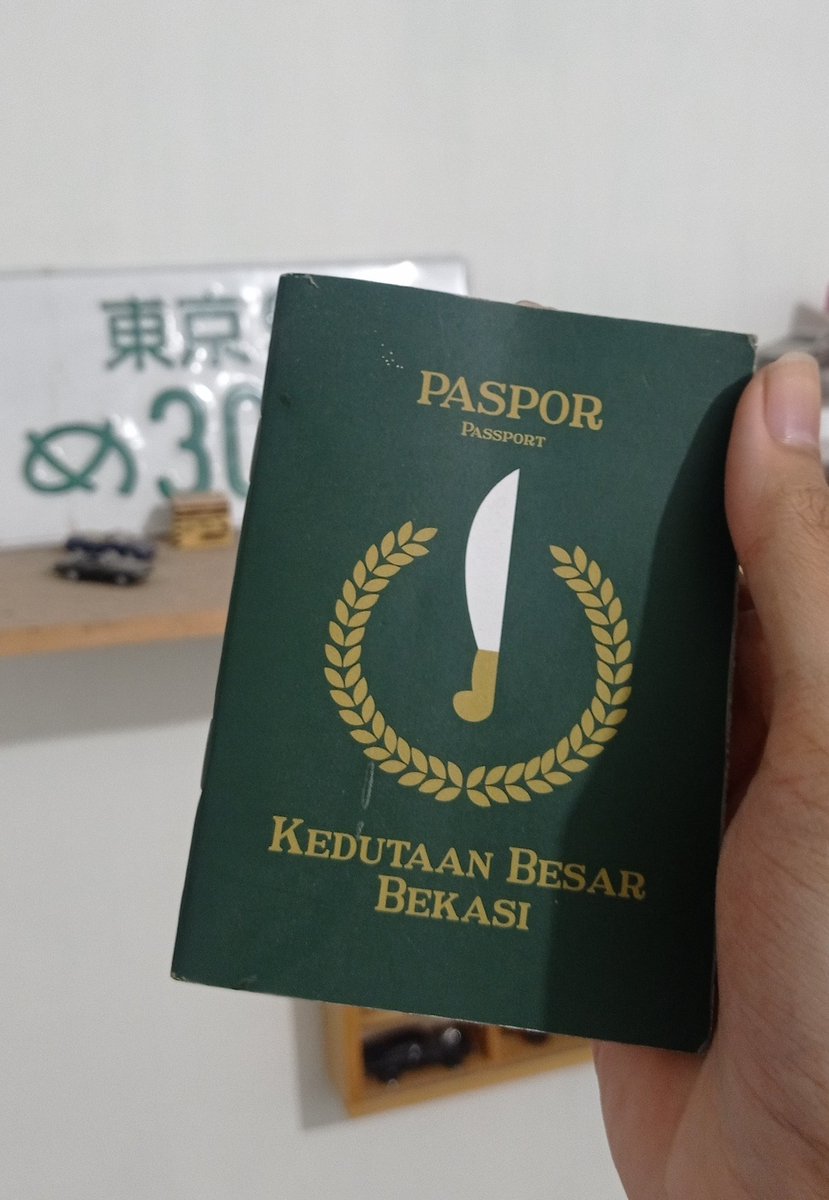 東京
め 30
PASPOR
PASSPORT
KEDUTAAN BESAR
BEKASI